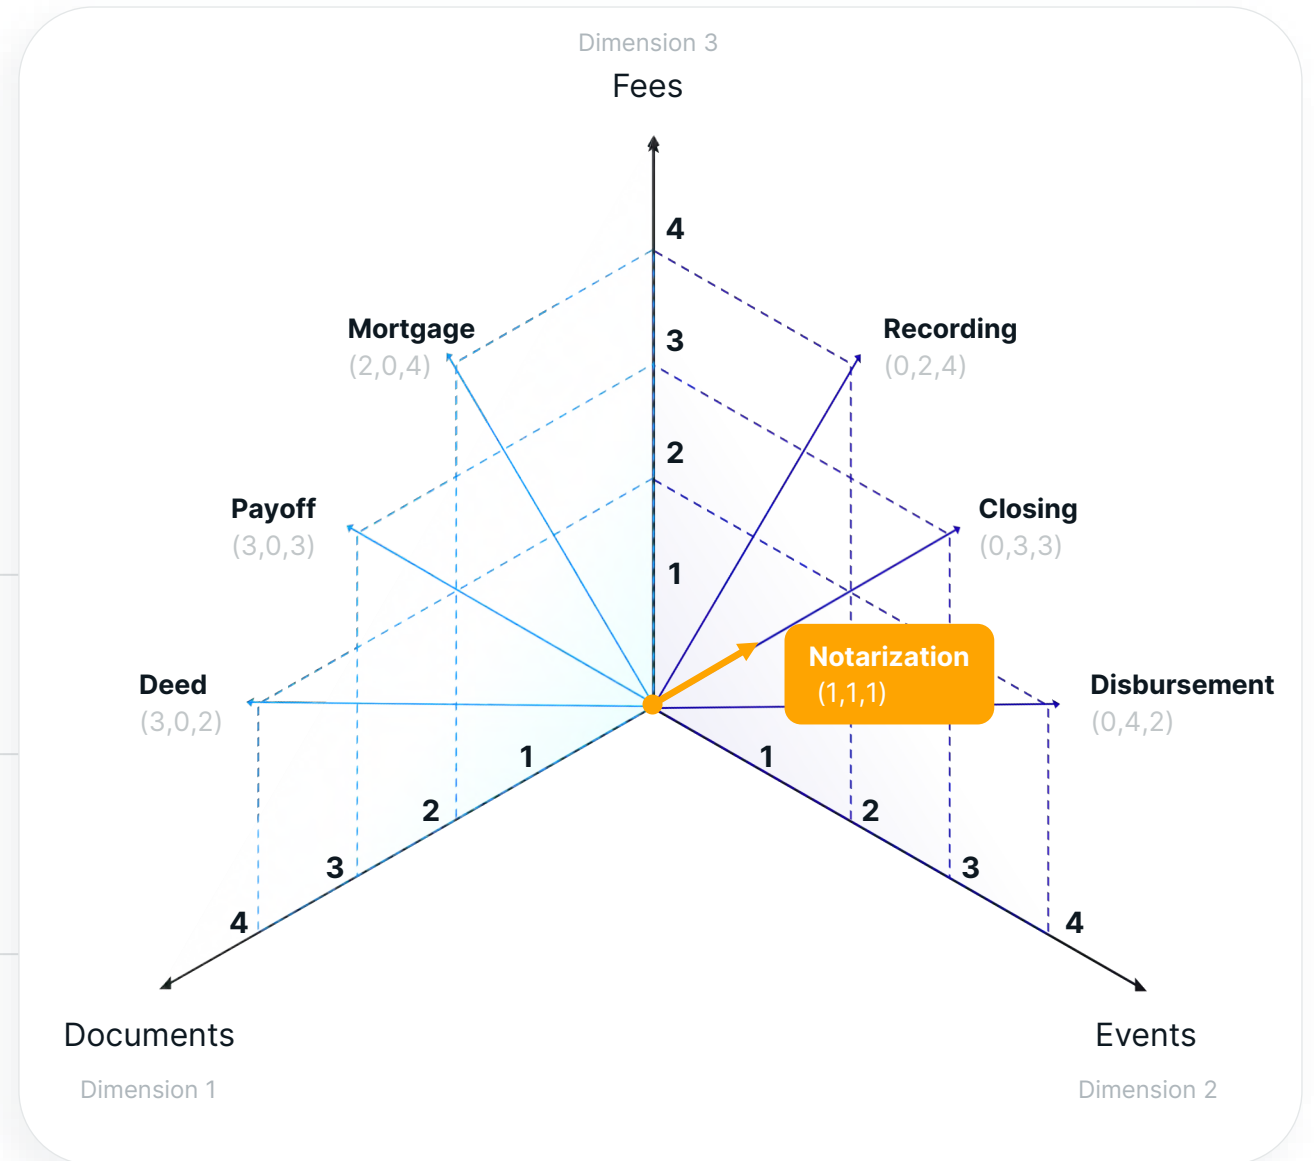 Dimension 3
Fees
4
Mortgage
(2,0,4)
Recording
(0,2,4)
3
2
Payoff
(3,0,3)
Closing
(0,3,3)
1
Notarization
(1,1,1)
Deed
(3,0,2)
Disbursement
(0,4,2)
1
1
2
2
3
3
4
4
Documents
Events
Dimension 1
Dimension 2